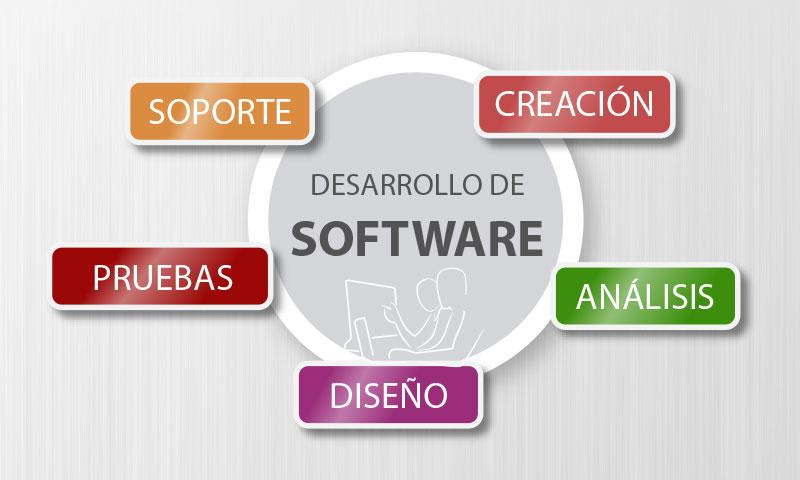 SOPORTE
CREACIÓN
DESARROLLO DE
SOFTWARE
PRUEBAS
ANÁLISIS
DISEÑO